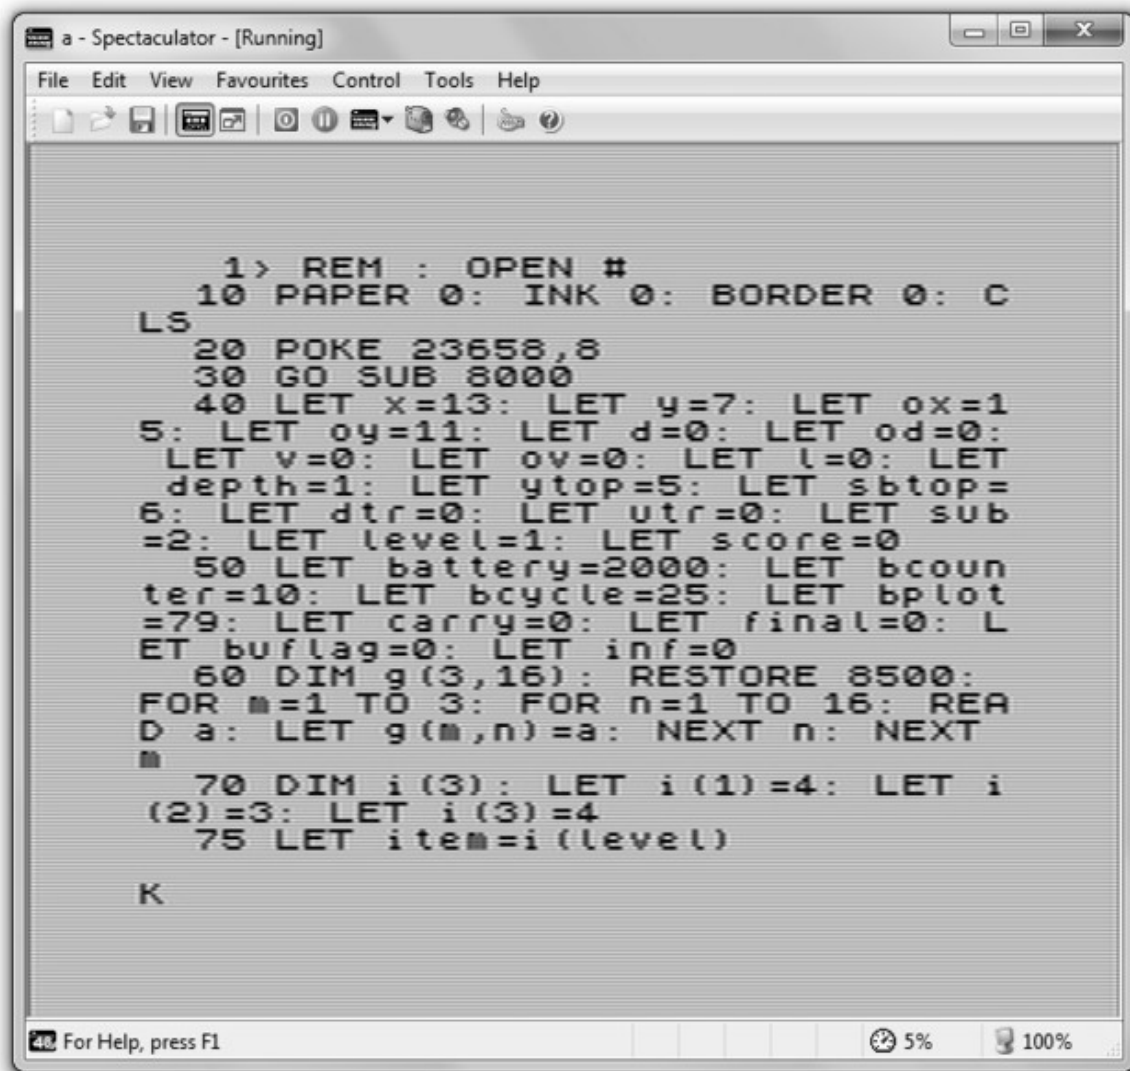 a - Spectaculator - [Running]
File Edit View Favourites Control Tools Help
1> REM : OPEN #
10 PAPER 0: INK 0: BORDER 0: C
LS
20 POKE 23658,8
30 GO SUB 8000
40 LET x=13: LET y=7: LET ox=1
5: LET oy=11: LET d=0: LET od=0:
LET v=0: LET ov=0: LET l=0: LET
depth=1: LET ytop=5: LET sbtop=
6: LET dtr=0: LET utr=0: LET sub
=2: LET level=1: LET score=0
50 LET battery=2000: LET bcoun
ter=10: LET bcycle=25: LET bplot
=79: LET carry=0: LET final=0: L
ET buflag=0: LET inf=0
60 DIM g(3,16): RESTORE 8500:
FOR m=1 TO 3: FOR n=1 TO 16: REA
D a: LET g(m,n)=a: NEXT n: NEXT
m
70 DIM i(3): LET i(1)=4: LET i
(2)=3: LET i(3)=4
75 LET item=i(level)
K
48 For Help, press F1 5% 100%